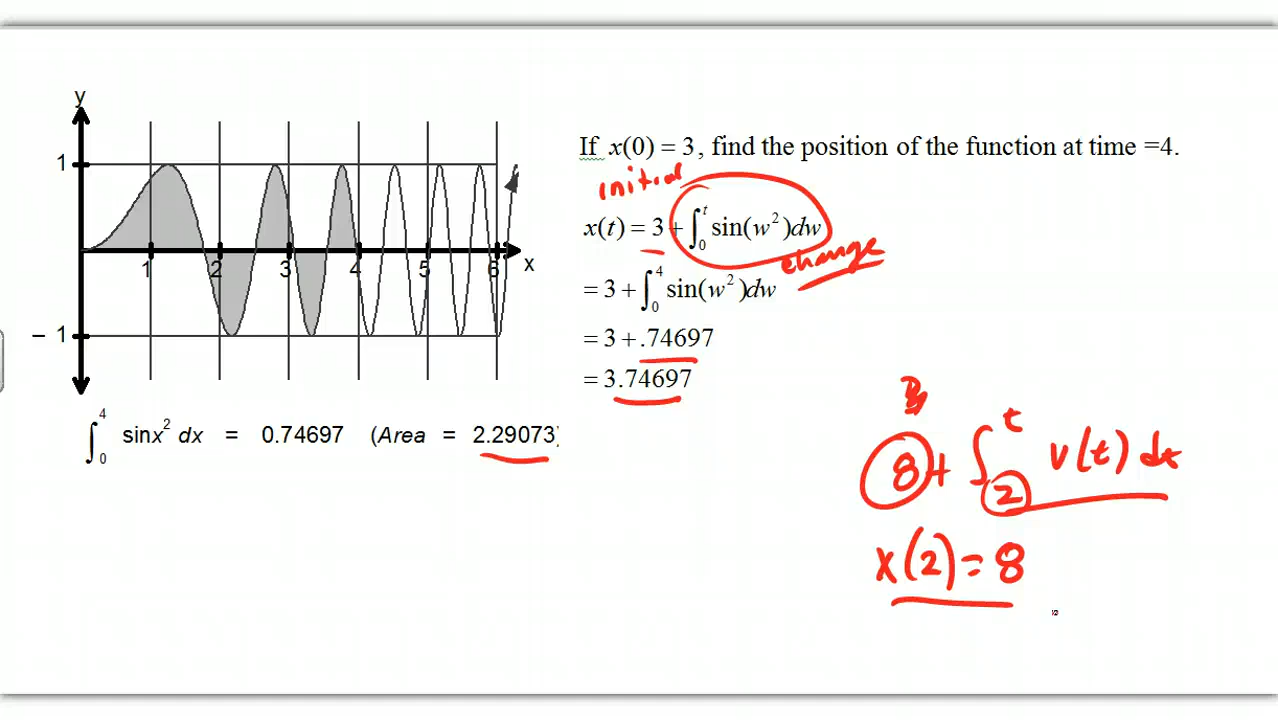 y
1
1 2 3 4 5 6 x
− 1
∫₀⁴ sinx² dx = 0.74697 (Area = 2.29073)
If x(0) = 3, find the position of the function at time =4.
initial
x(t) = 3 + ∫₀ᵗ sin(w²)dw
change
= 3 + ∫₀⁴ sin(w²)dw
= 3 + .74697
= 3.74697
8 + ∫₂ᵗ v(t) dt
x(2) = 8